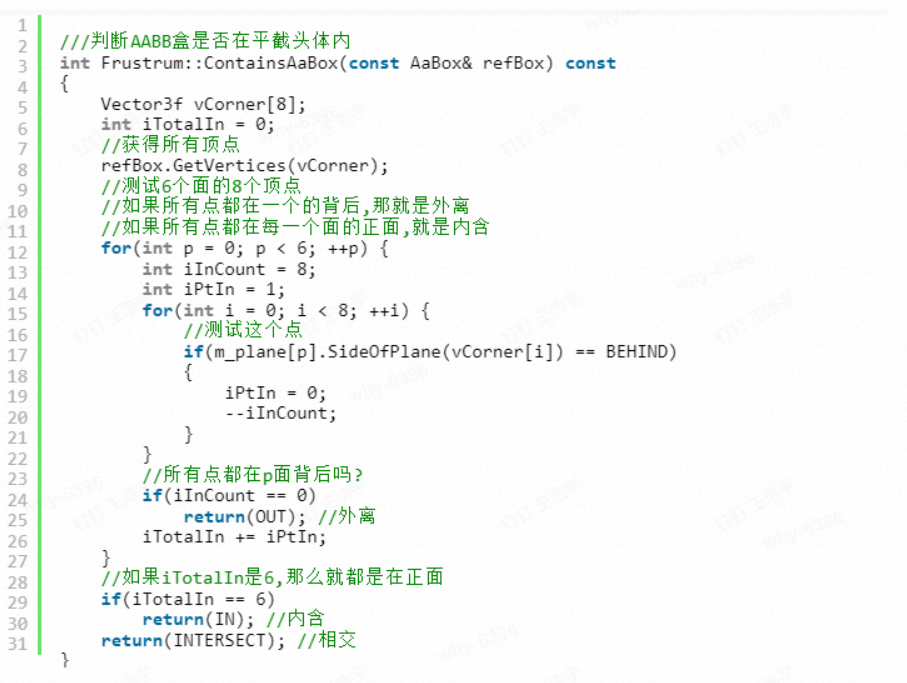 1
2 ///判断AABB盒是否在平截头体内
3 int Frustrum::ContainsAaBox(const AaBox& refBox) const
4 {
5     Vector3f vCorner[8];
6     int iTotalIn = 0;
7     //获得所有顶点
8     refBox.GetVertices(vCorner);
9     //测试6个面的8个顶点
10     //如果所有点都在一个的背后,那就是外离
11     //如果所有点都在每一个面的正面,就是内含
12     for(int p = 0; p < 6; ++p) {
13         int iInCount = 8;
14         int iPtIn = 1;
15         for(int i = 0; i < 8; ++i) {
16             //测试这个点
17             if(m_plane[p].SideOfPlane(vCorner[i]) == BEHIND)
18             {
19                 iPtIn = 0;
20                 --iInCount;
21             }
22         }
23         //所有点都在p面背后吗?
24         if(iInCount == 0)
25             return(OUT); //外离
26         iTotalIn += iPtIn;
27     }
28     //如果iTotalIn是6,那么就都是在正面
29     if(iTotalIn == 6)
30         return(IN); //内含
31     return(INTERSECT); //相交
}